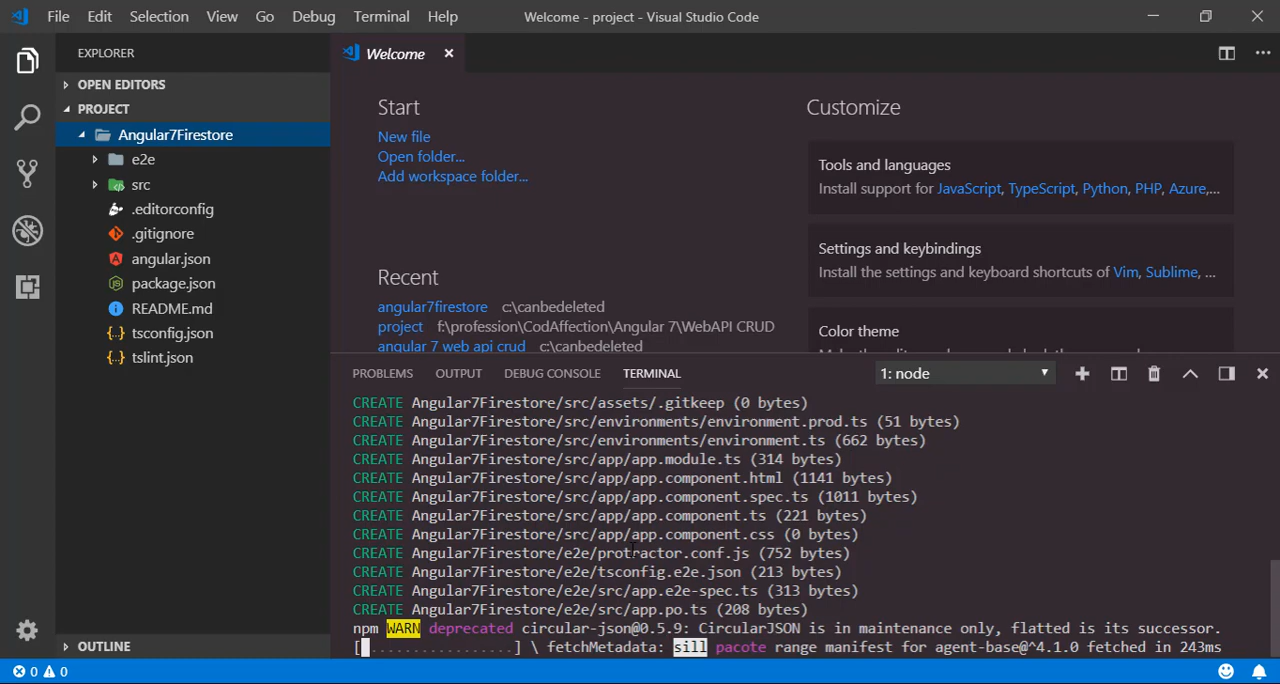 File Edit Selection View Go Debug Terminal Help Welcome - project - Visual Studio Code
EXPLORER
OPEN EDITORS
PROJECT
Angular7Firestore
e2e
src
.editorconfig
.gitignore
angular.json
package.json
README.md
tsconfig.json
tslint.json
OUTLINE
Welcome
Start
New file
Open folder...
Add workspace folder...
Recent
angular7firestore c:\canbedeleted
project f:\profession\CodAffection\Angular 7\WebAPI CRUD
angular 7 web api crud c:\canbedeleted
Customize
Tools and languages
Install support for JavaScript, TypeScript, Python, PHP, Azure,...
Settings and keybindings
Install the settings and keyboard shortcuts of Vim, Sublime, ...
Color theme
PROBLEMS OUTPUT DEBUG CONSOLE TERMINAL 1: node
CREATE Angular7Firestore/src/assets/.gitkeep (0 bytes)
CREATE Angular7Firestore/src/environments/environment.prod.ts (51 bytes)
CREATE Angular7Firestore/src/environments/environment.ts (662 bytes)
CREATE Angular7Firestore/src/app/app.module.ts (314 bytes)
CREATE Angular7Firestore/src/app/app.component.html (1141 bytes)
CREATE Angular7Firestore/src/app/app.component.spec.ts (1011 bytes)
CREATE Angular7Firestore/src/app/app.component.ts (221 bytes)
CREATE Angular7Firestore/src/app/app.component.css (0 bytes)
CREATE Angular7Firestore/e2e/protractor.conf.js (752 bytes)
CREATE Angular7Firestore/e2e/tsconfig.e2e.json (213 bytes)
CREATE Angular7Firestore/e2e/src/app.e2e-spec.ts (313 bytes)
CREATE Angular7Firestore/e2e/src/app.po.ts (208 bytes)
npm WARN deprecated circular-json@0.5.9: CircularJSON is in maintenance only, flatted is its successor.
[ .................] \ fetchMetadata: sill pacote range manifest for agent-base@^4.1.0 fetched in 243ms
0 0